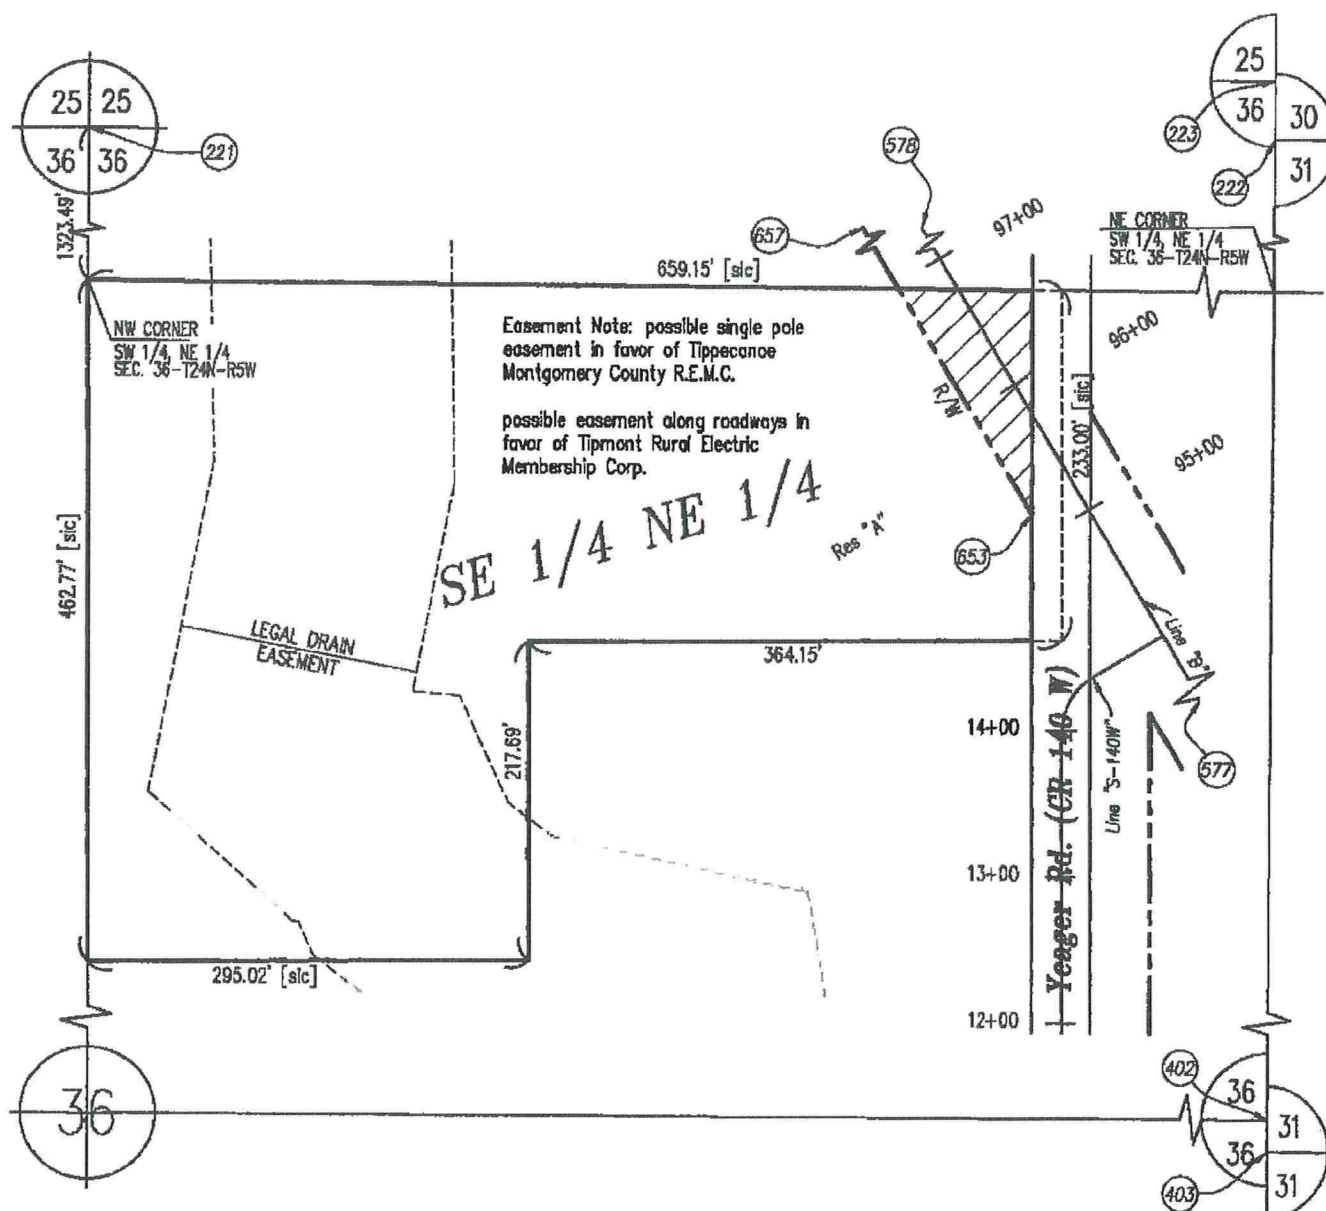 25 25
36 36
221
25
36
30
31
223
222
578
657
97+00
NE CORNER
SW 1/4, NE 1/4
SEC. 36-T24N-R5W
1323.49'
659.15' [sic]
NW CORNER
SW 1/4, NE 1/4
SEC. 36-T24N-R5W
Easement Note: possible single pole
easement in favor of Tippecanoe
Montgomery County R.E.M.C.
possible easement along roadways in
favor of Tipmont Rural Electric
Membership Corp.
R/W
96+00
233.00' [sic]
95+00
SE 1/4 NE 1/4
Res "A"
653
462.77' [sic]
LEGAL DRAIN
EASEMENT
364.15'
Line "B"
217.69'
14+00
Yeager Rd. (CR 140 W)
Line "S-140W"
577
13+00
295.02' [sic]
12+00
36
402
36
31
36
31
403